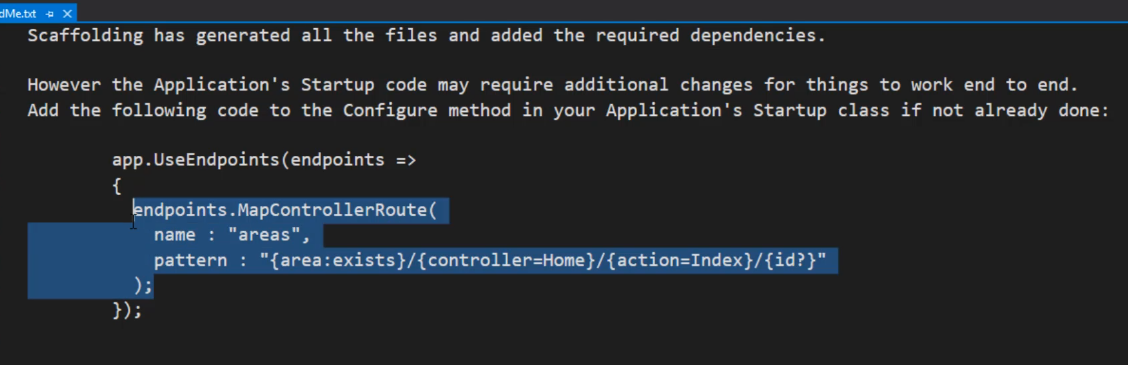 dMe.txt
Scaffolding has generated all the files and added the required dependencies.
However the Application's Startup code may require additional changes for things to work end to end.
Add the following code to the Configure method in your Application's Startup class if not already done:
app.UseEndpoints(endpoints =>
{
endpoints.MapControllerRoute(
name : "areas",
pattern : "{area:exists}/{controller=Home}/{action=Index}/{id?}"
);
});